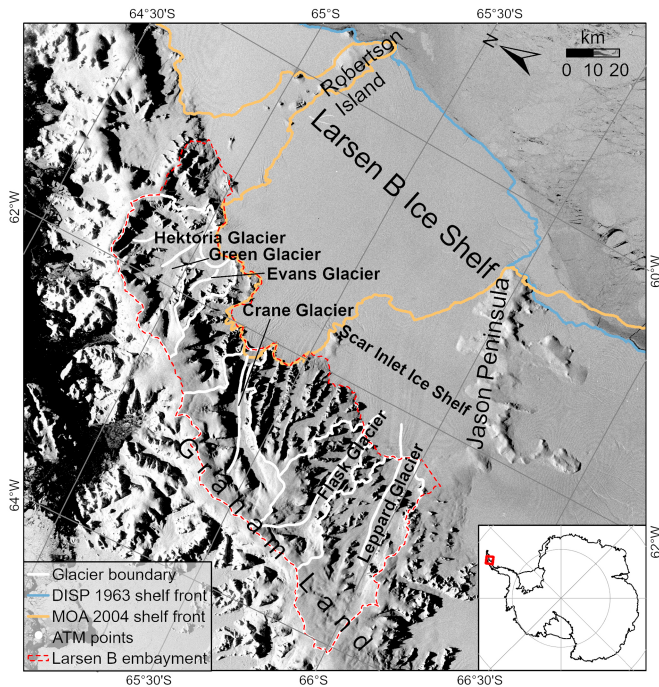 64°30'S 65°S 65°30'S
N
km
0 10 20
Robertson
Island
Larsen B Ice Shelf
62°W
60°W
Hektoria Glacier
Green Glacier
Evans Glacier
Crane Glacier
Scar Inlet Ice Shelf
Jason Peninsula
Flask Glacier
Leppard Glacier
Graham Land
64°W
62°W
Glacier boundary
DISP 1963 shelf front
MOA 2004 shelf front
ATM points
Larsen B embayment
65°30'S 66°S 66°30'S